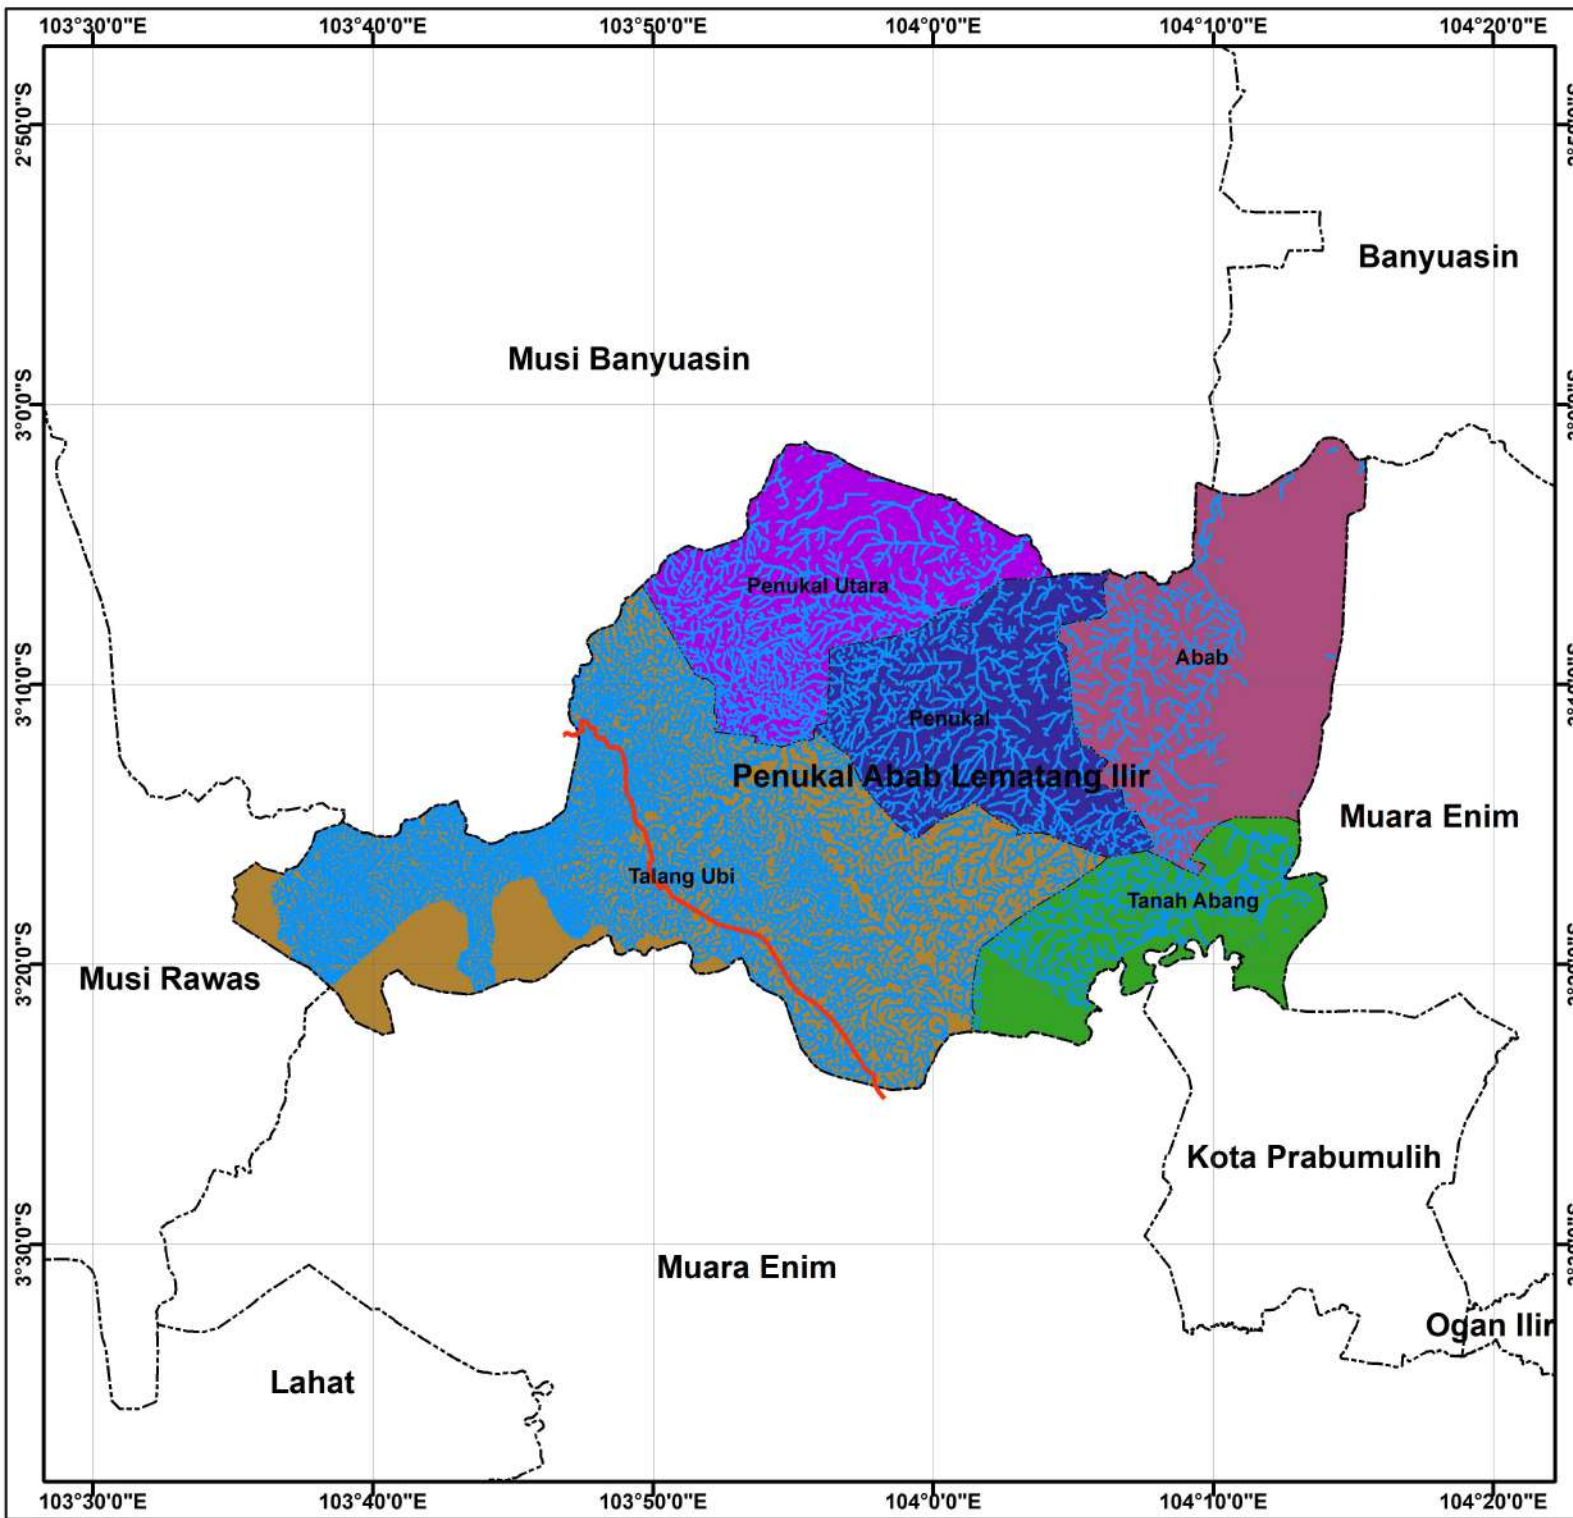 103°30'0"E 103°40'0"E 103°50'0"E 104°0'0"E 104°10'0"E 104°20'0"E
2°50'0"S
Banyuasin
Musi Banyuasin
3°0'0"S
Penukal Utara
Abab
3°10'0"S
Penukal
Penukal Abab Lematang Ilir
Muara Enim
Talang Ubi
Tanah Abang
3°20'0"S
Musi Rawas
Kota Prabumulih
3°30'0"S
Muara Enim
Ogan Ilir
Lahat
103°30'0"E 103°40'0"E 103°50'0"E 104°0'0"E 104°10'0"E 104°20'0"E